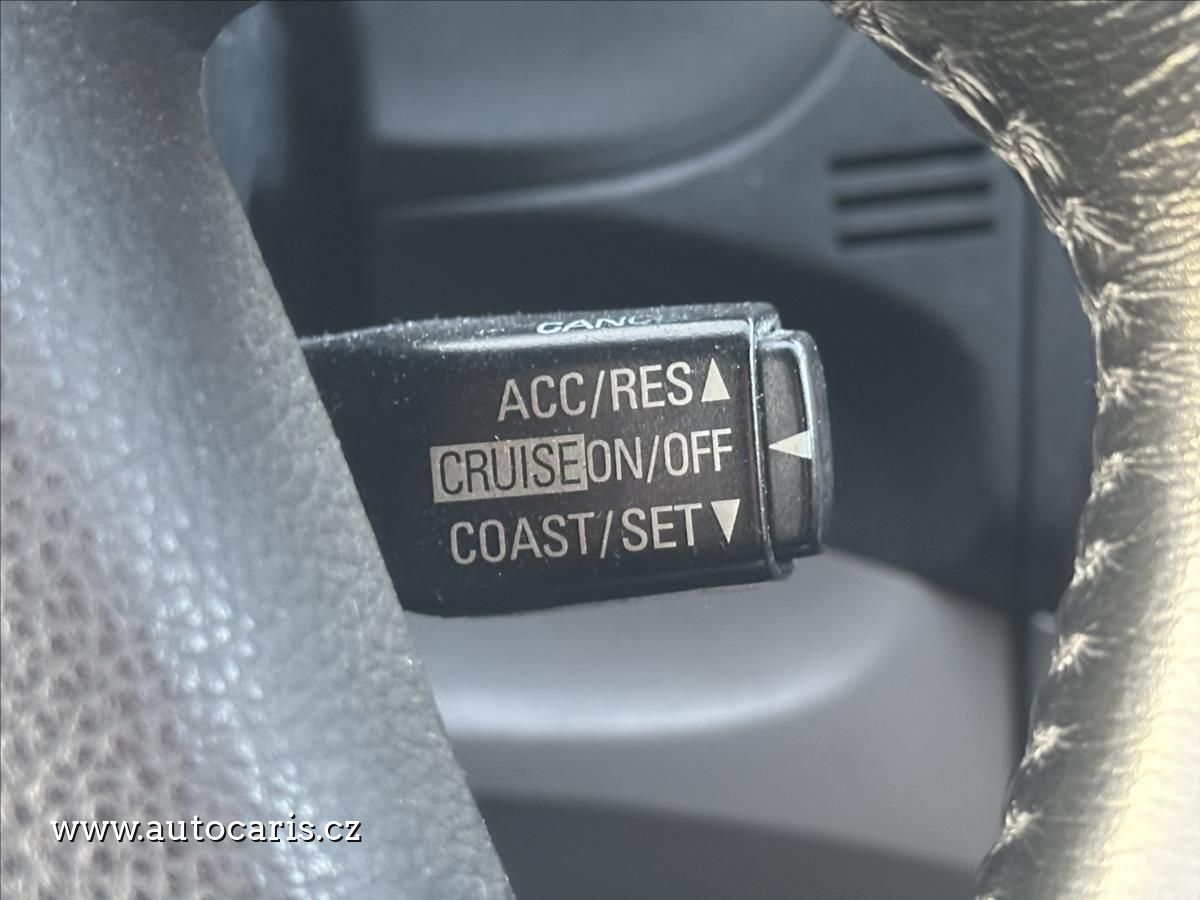 ACC/RES▲
CRUISE ON/OFF ◀
COAST/SET▼
www.autocaris.cz